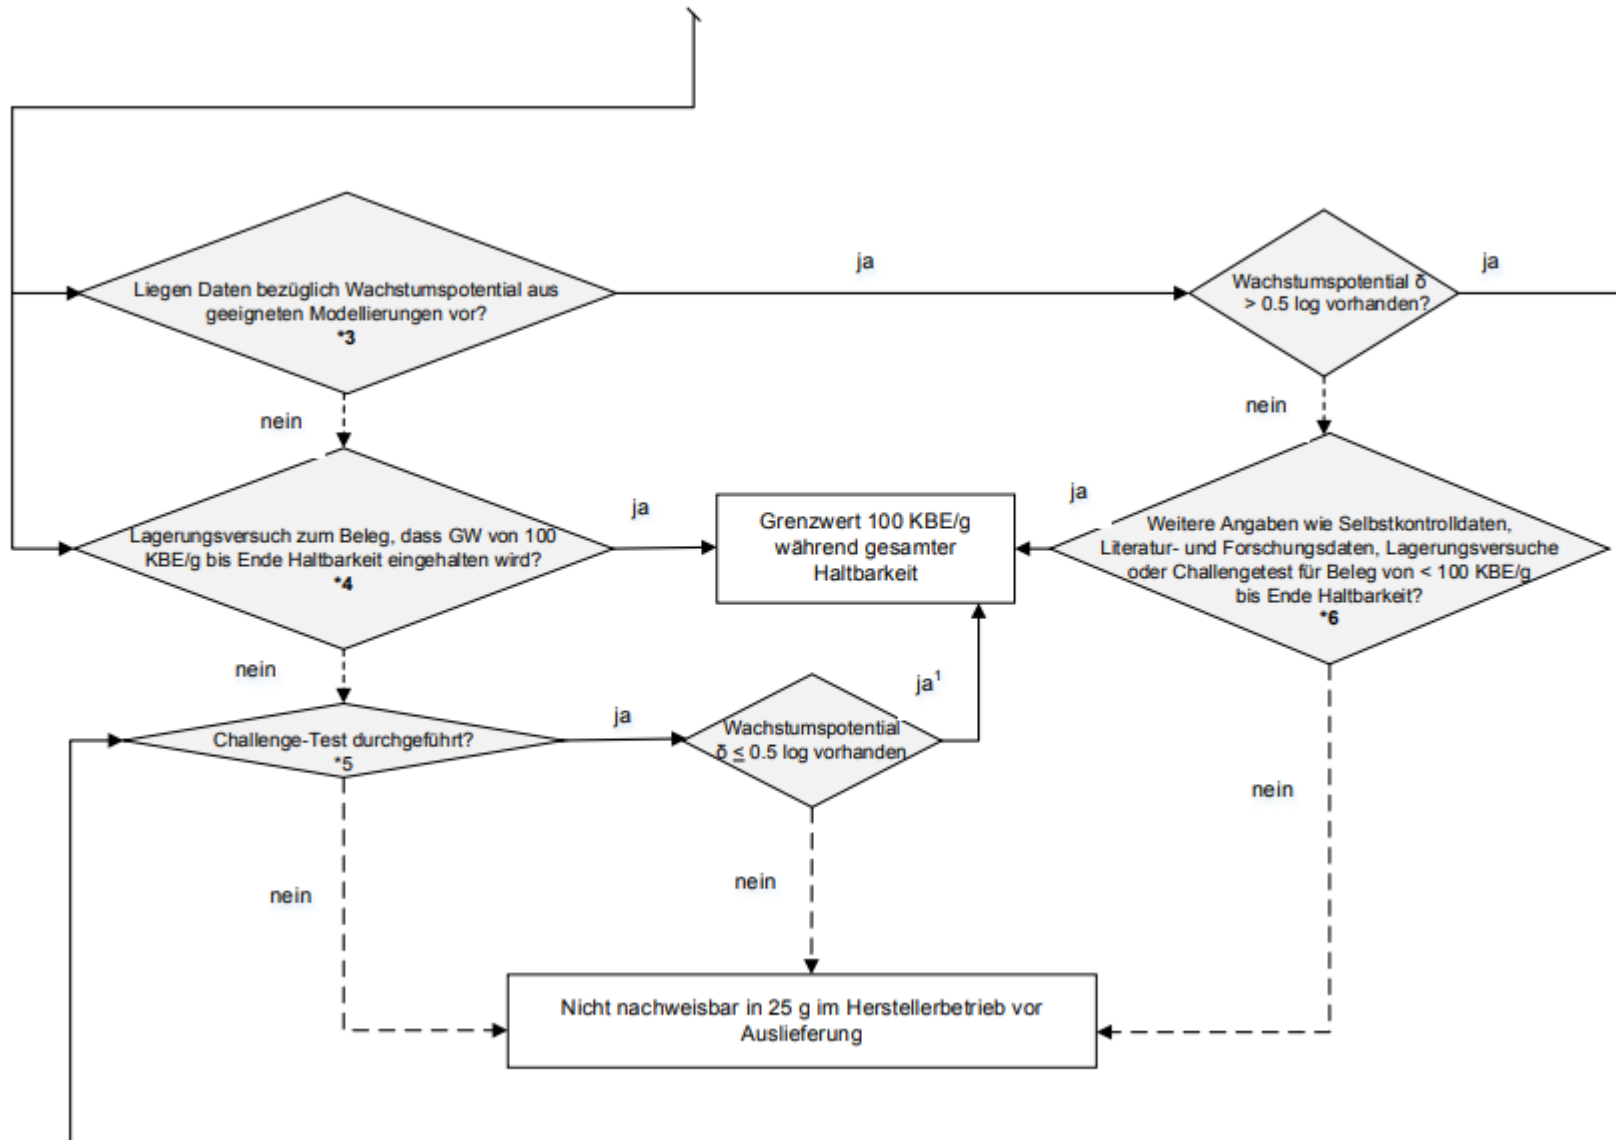 Liegen Daten bezüglich Wachstumspotential aus
geeigneten Modellierungen vor?
*3
ja
Wachstumspotential δ
> 0.5 log vorhanden?
ja
nein
nein
Lagerungsversuch zum Beleg, dass GW von 100
KBE/g bis Ende Haltbarkeit eingehalten wird?
*4
ja
Grenzwert 100 KBE/g
während gesamter
Haltbarkeit
ja
Weitere Angaben wie Selbstkontrolldaten,
Literatur- und Forschungsdaten, Lagerungsversuche
oder Challengetest für Beleg von < 100 KBE/g
bis Ende Haltbarkeit?
*6
nein
Challenge-Test durchgeführt?
*5
ja
Wachstumspotential
δ ≤ 0.5 log vorhanden
ja¹
nein
nein
nein
Nicht nachweisbar in 25 g im Herstellerbetrieb vor
Auslieferung